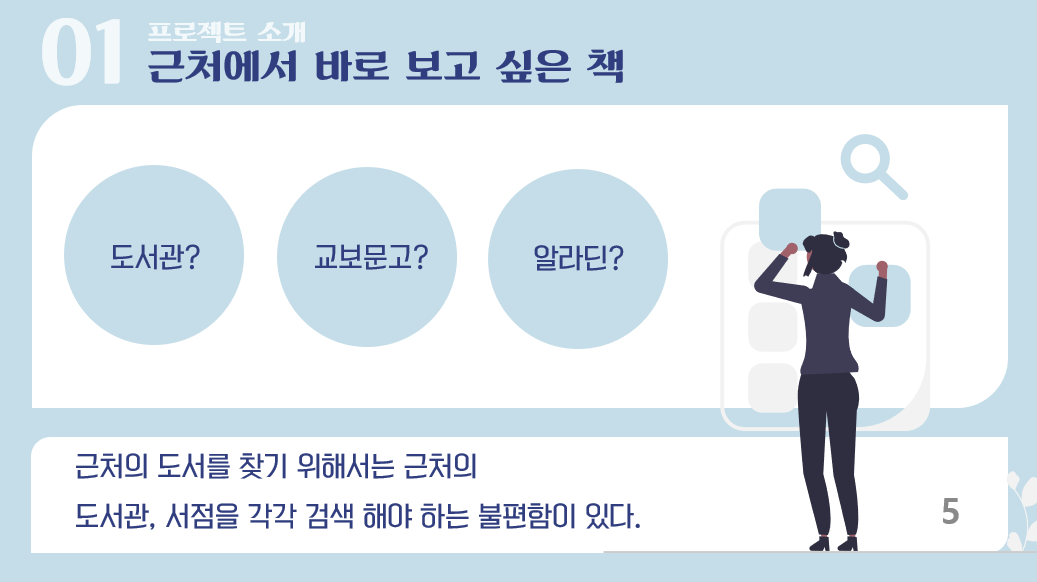 01
프로젝트 소개
근처에서 바로 보고 싶은 책
도서관?
교보문고?
알라딘?
근처의 도서를 찾기 위해서는 근처의
도서관, 서점을 각각 검색 해야 하는 불편함이 있다.
5